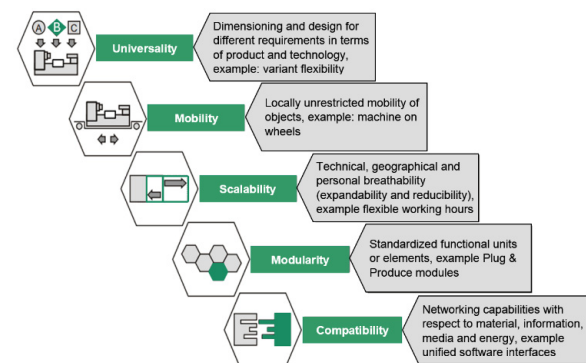 A B C
Universality
Dimensioning and design for
different requirements in terms
of product and technology,
example: variant flexibility
Mobility
Locally unrestricted mobility of
objects, example: machine on
wheels
Scalability
Technical, geographical and
personal breathability
(expandability and reducibility),
example flexible working hours
Modularity
Standardized functional units
or elements, example Plug &
Produce modules
Compatibility
Networking capabilities with
respect to material, information,
media and energy, example
unified software interfaces